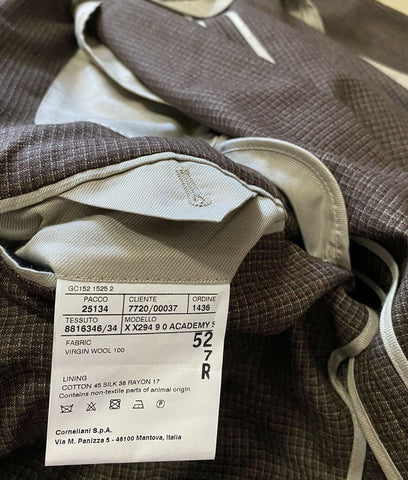 GC152 1525 2
PACCO CLIENTE ORDINE
25134 7720/00037 1436
TESSUTO MODELLO
8816346/34 X X294 9 0 ACADEMY S
FABRIC
VIRGIN WOOL 100
52
7
R
LINING
COTTON 45 SILK 38 RAYON 17
Contains non-textile parts of animal origin
Corneliani S.p.A.
Via M. Panizza 5 - 46100 Mantova, Italia